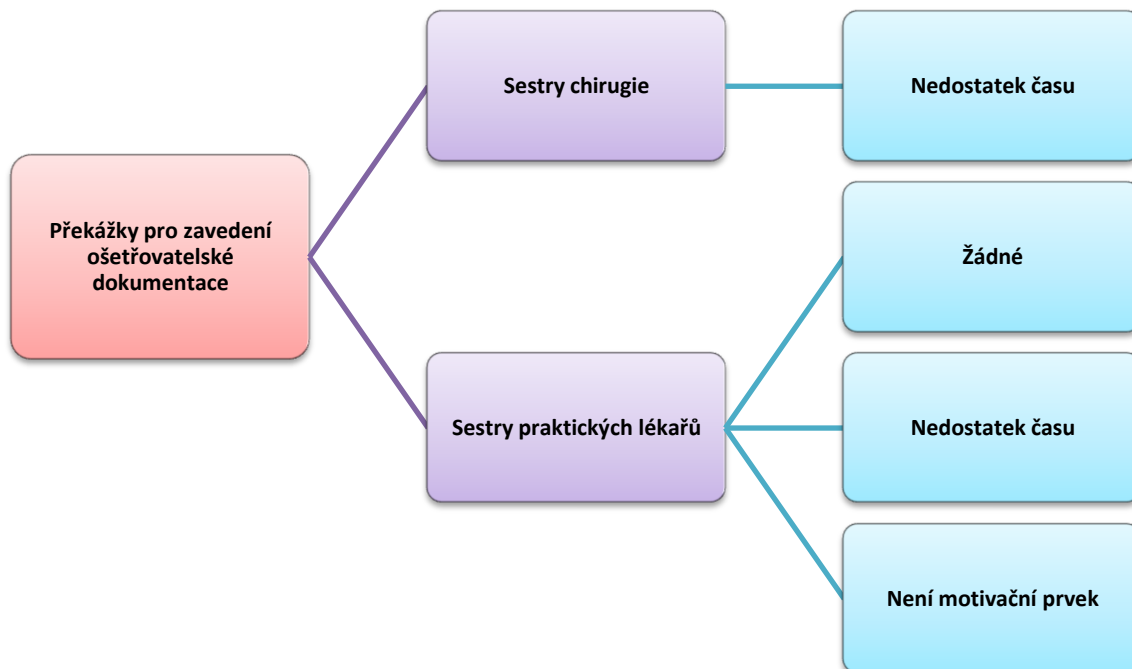 Překážky pro zavedení
ošetřovatelské
dokumentace
Sestry chirugie
Nedostatek času
Sestry praktických lékařů
Žádné
Nedostatek času
Není motivační prvek